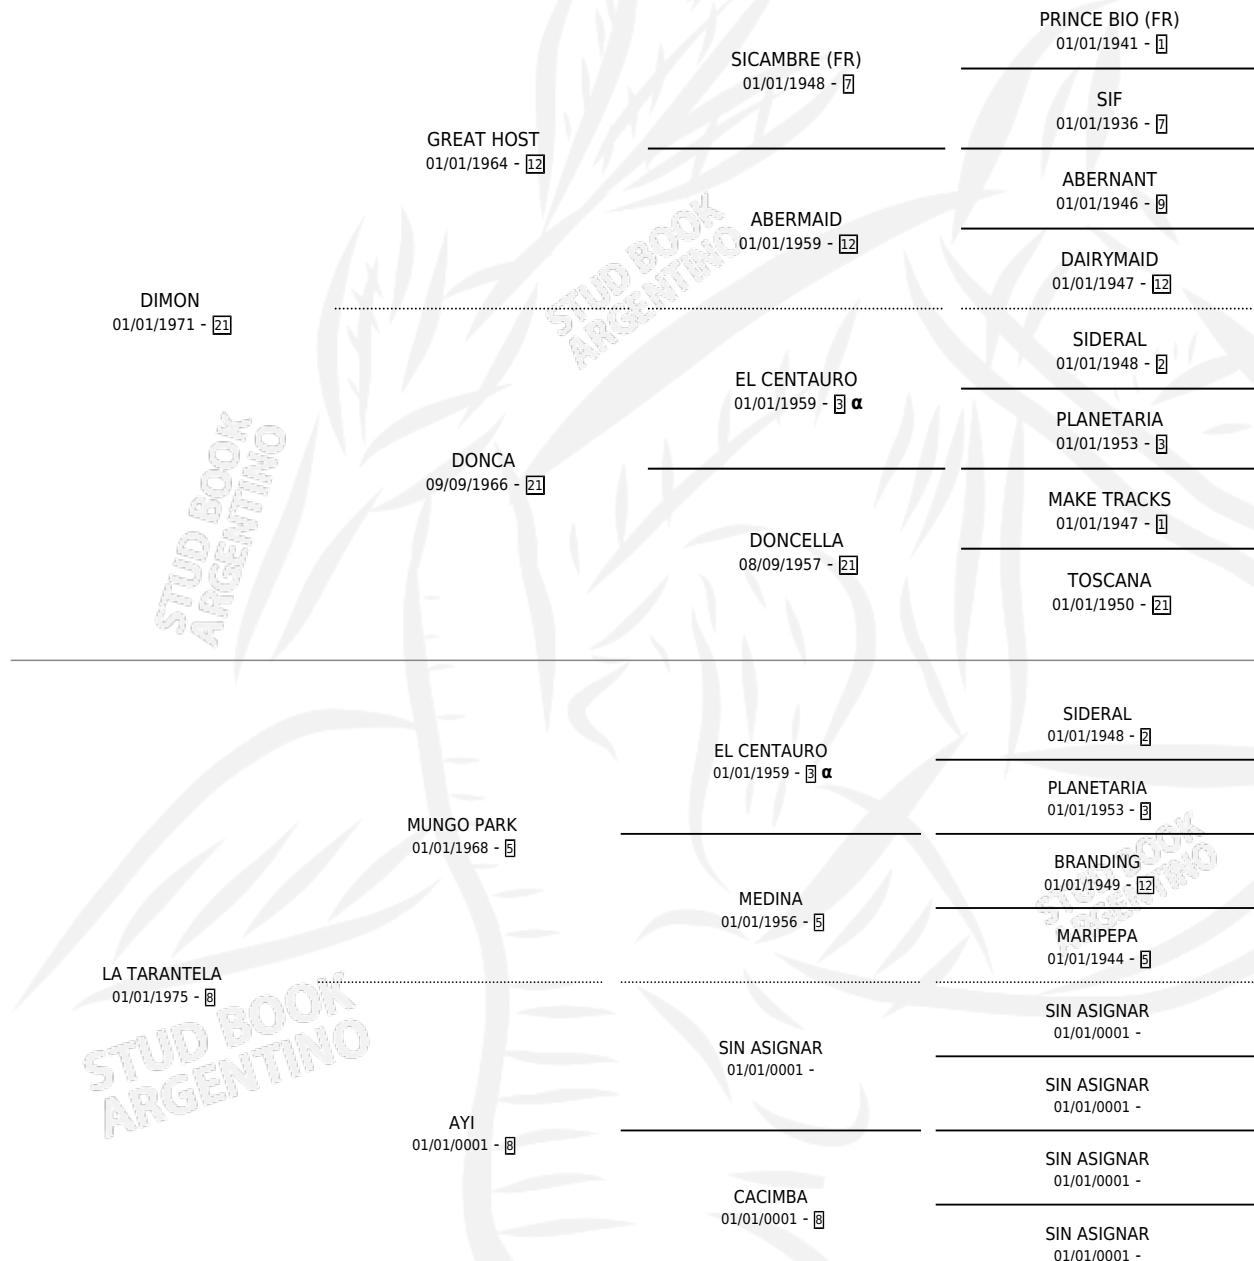 PRINCE BIO (FR)
01/01/1941 - 1
SICAMBRE (FR)
01/01/1948 - 7
SIF
01/01/1936 - 7
GREAT HOST
01/01/1964 - 12
ABERNANT
01/01/1946 - 9
ABERMAID
01/01/1959 - 12
DAIRYMAID
01/01/1947 - 12
DIMON
01/01/1971 - 21
SIDERAL
01/01/1948 - 2
EL CENTAURO
01/01/1959 - 3 α
PLANETARIA
01/01/1953 - 3
DONCA
09/09/1966 - 21
MAKE TRACKS
01/01/1947 - 1
DONCELLA
08/09/1957 - 21
TOSCANA
01/01/1950 - 21
SIDERAL
01/01/1948 - 2
EL CENTAURO
01/01/1959 - 3 α
PLANETARIA
01/01/1953 - 3
MUNGO PARK
01/01/1968 - 5
BRANDING
01/01/1949 - 12
MEDINA
01/01/1956 - 5
MARIPEPA
01/01/1944 - 5
LA TARANTELA
01/01/1975 - 8
SIN ASIGNAR
01/01/0001 -
SIN ASIGNAR
01/01/0001 -
SIN ASIGNAR
01/01/0001 -
AYI
01/01/0001 - 8
SIN ASIGNAR
01/01/0001 -
CACIMBA
01/01/0001 - 8
SIN ASIGNAR
01/01/0001 -
STUD BOOK
ARGENTINO
STUD BOOK
ARGENTINO
STUD BOOK
ARGENTINO
STUD BOOK
ARGENTINO